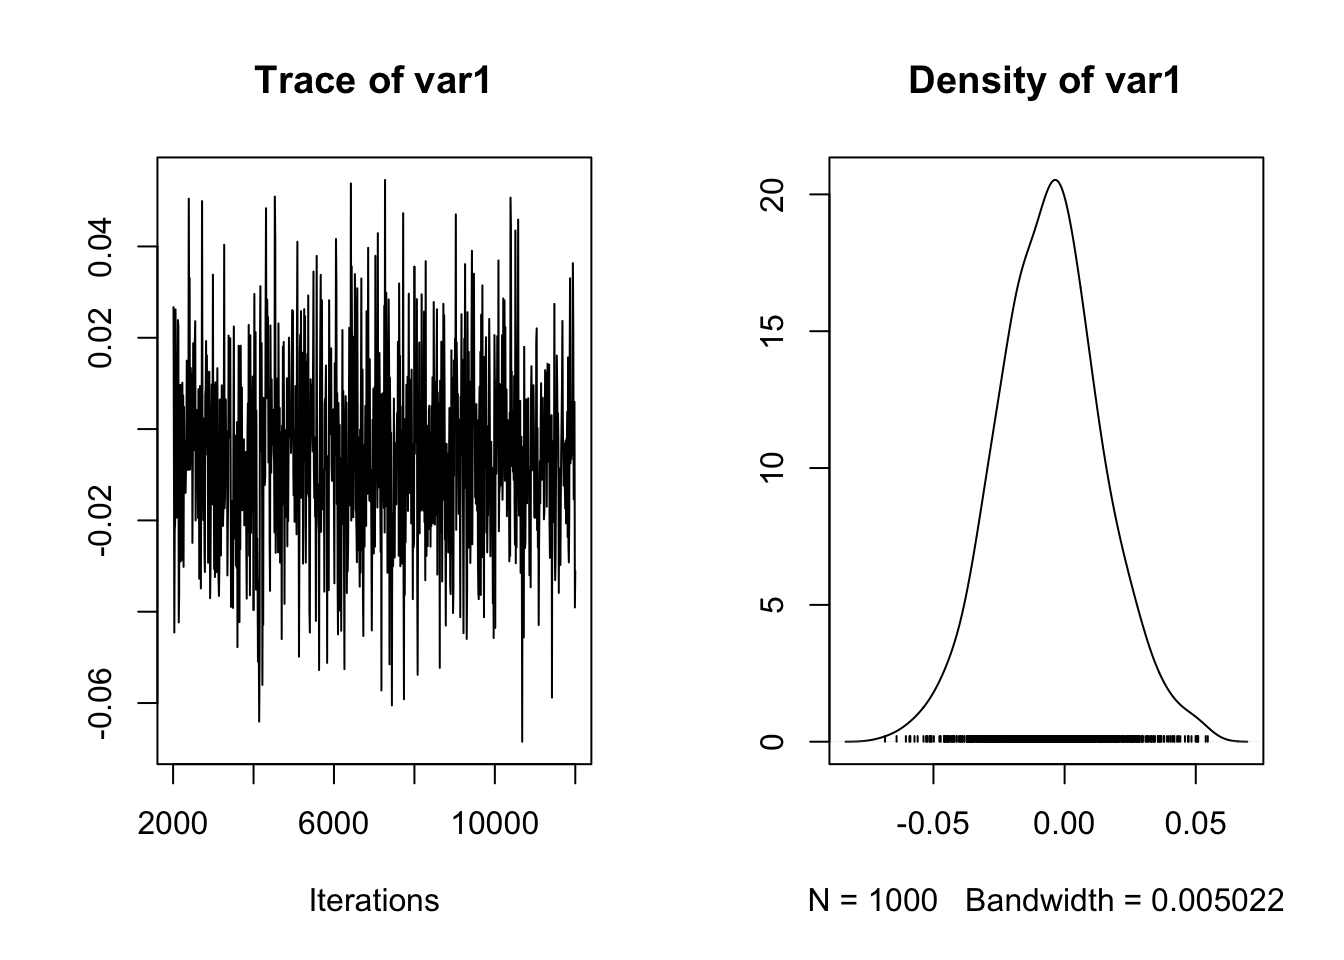 Trace of var1
0.04
0.02
-0.02
-0.06
2000 6000 10000
Iterations
Density of var1
20
15
10
5
0
-0.05 0.00 0.05
N = 1000 Bandwidth = 0.005022